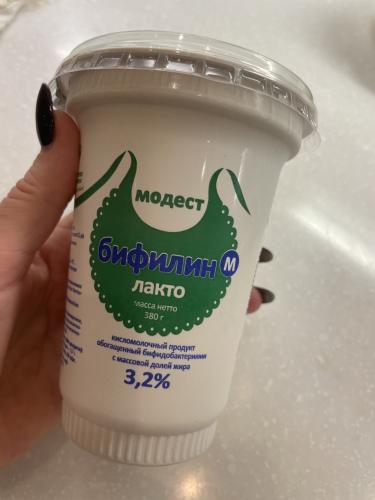 модест
бифилин М
лакто
масса нетто
380 г
кисломолочный продукт
обогащенный бифидобактериями
с массовой долей жира
3,2%